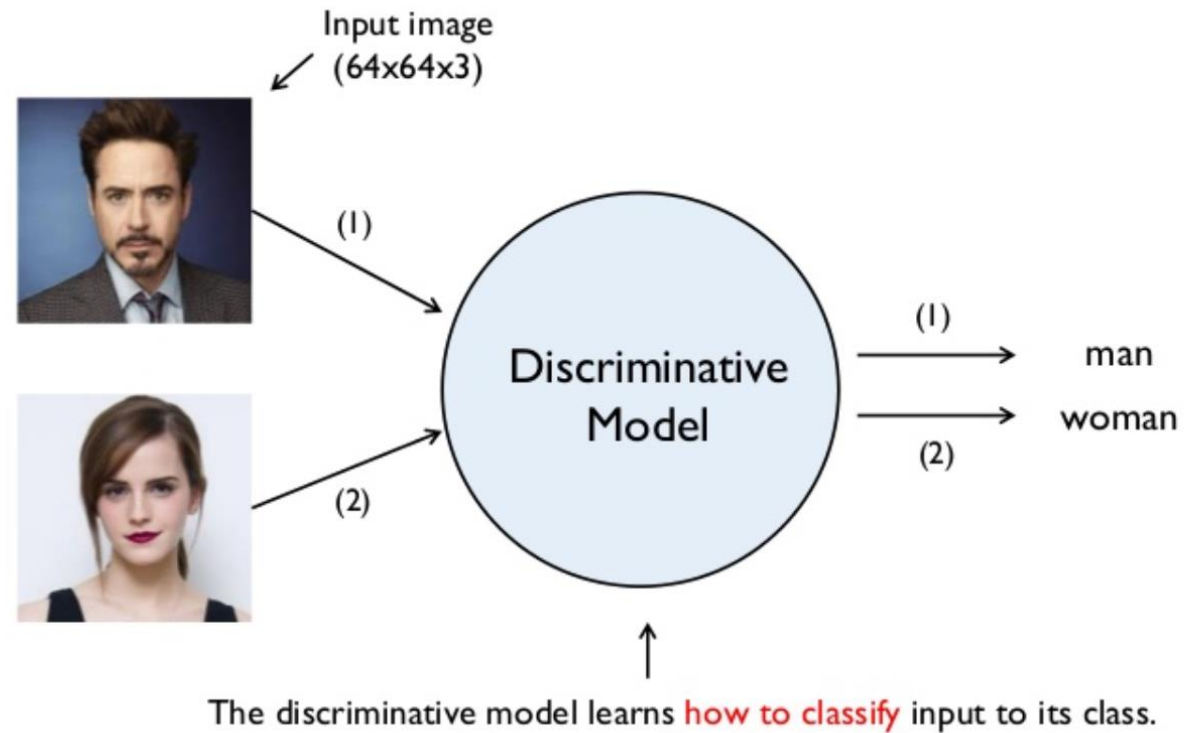 Input image
(64x64x3)
(1)
(2)
Discriminative
Model
(1)
man
woman
(2)
The discriminative model learns how to classify input to its class.